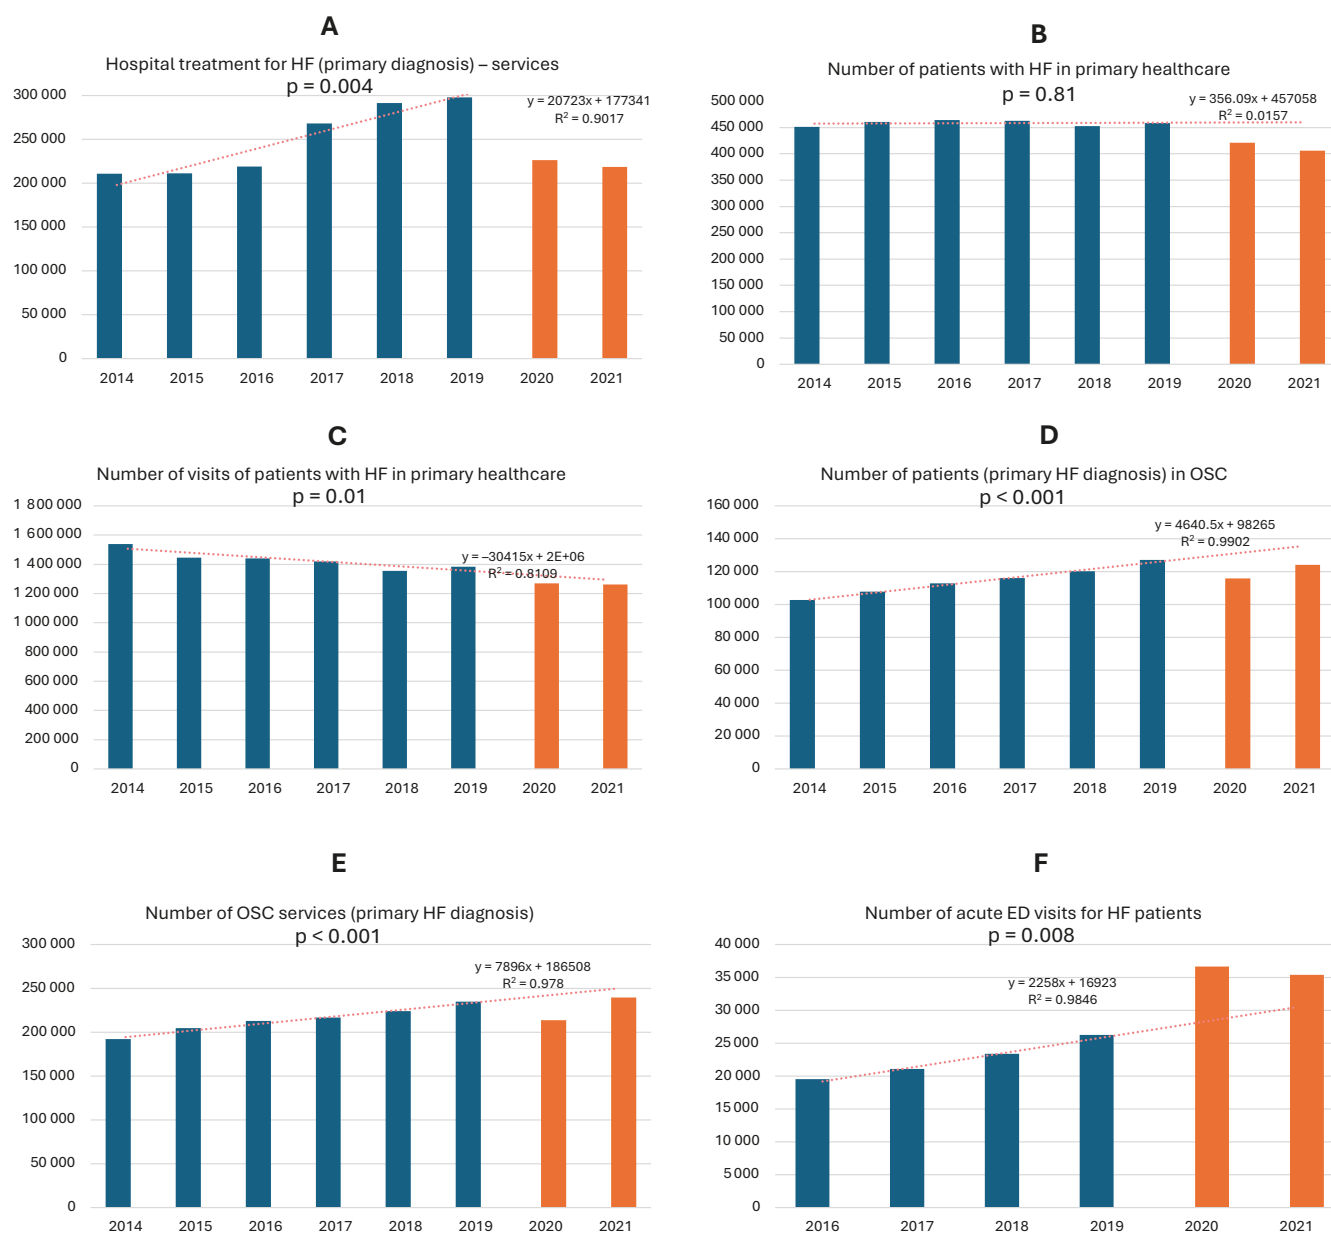 A
Hospital treatment for HF (primary diagnosis) – services
p = 0.004
y = 20723x + 177341
R² = 0.9017
300 000
250 000
200 000
150 000
100 000
50 000
0
2014 2015 2016 2017 2018 2019 2020 2021
B
Number of patients with HF in primary healthcare
p = 0.81
y = 356.09x + 457058
R² = 0.0157
500 000
450 000
400 000
350 000
300 000
250 000
200 000
150 000
100 000
50 000
0
2014 2015 2016 2017 2018 2019 2020 2021
C
Number of visits of patients with HF in primary healthcare
p = 0.01
y = –30415x + 2E+06
R² = 0.8109
1 800 000
1 600 000
1 400 000
1 200 000
1 000 000
800 000
600 000
400 000
200 000
0
2014 2015 2016 2017 2018 2019 2020 2021
D
Number of patients (primary HF diagnosis) in OSC
p < 0.001
y = 4640.5x + 98265
R² = 0.9902
160 000
140 000
120 000
100 000
80 000
60 000
40 000
20 000
0
2014 2015 2016 2017 2018 2019 2020 2021
E
Number of OSC services (primary HF diagnosis)
p < 0.001
y = 7896x + 186508
R² = 0.978
300 000
250 000
200 000
150 000
100 000
50 000
0
2014 2015 2016 2017 2018 2019 2020 2021
F
Number of acute ED visits for HF patients
p = 0.008
y = 2258x + 16923
R² = 0.9846
40 000
35 000
30 000
25 000
20 000
15 000
10 000
5 000
0
2016 2017 2018 2019 2020 2021